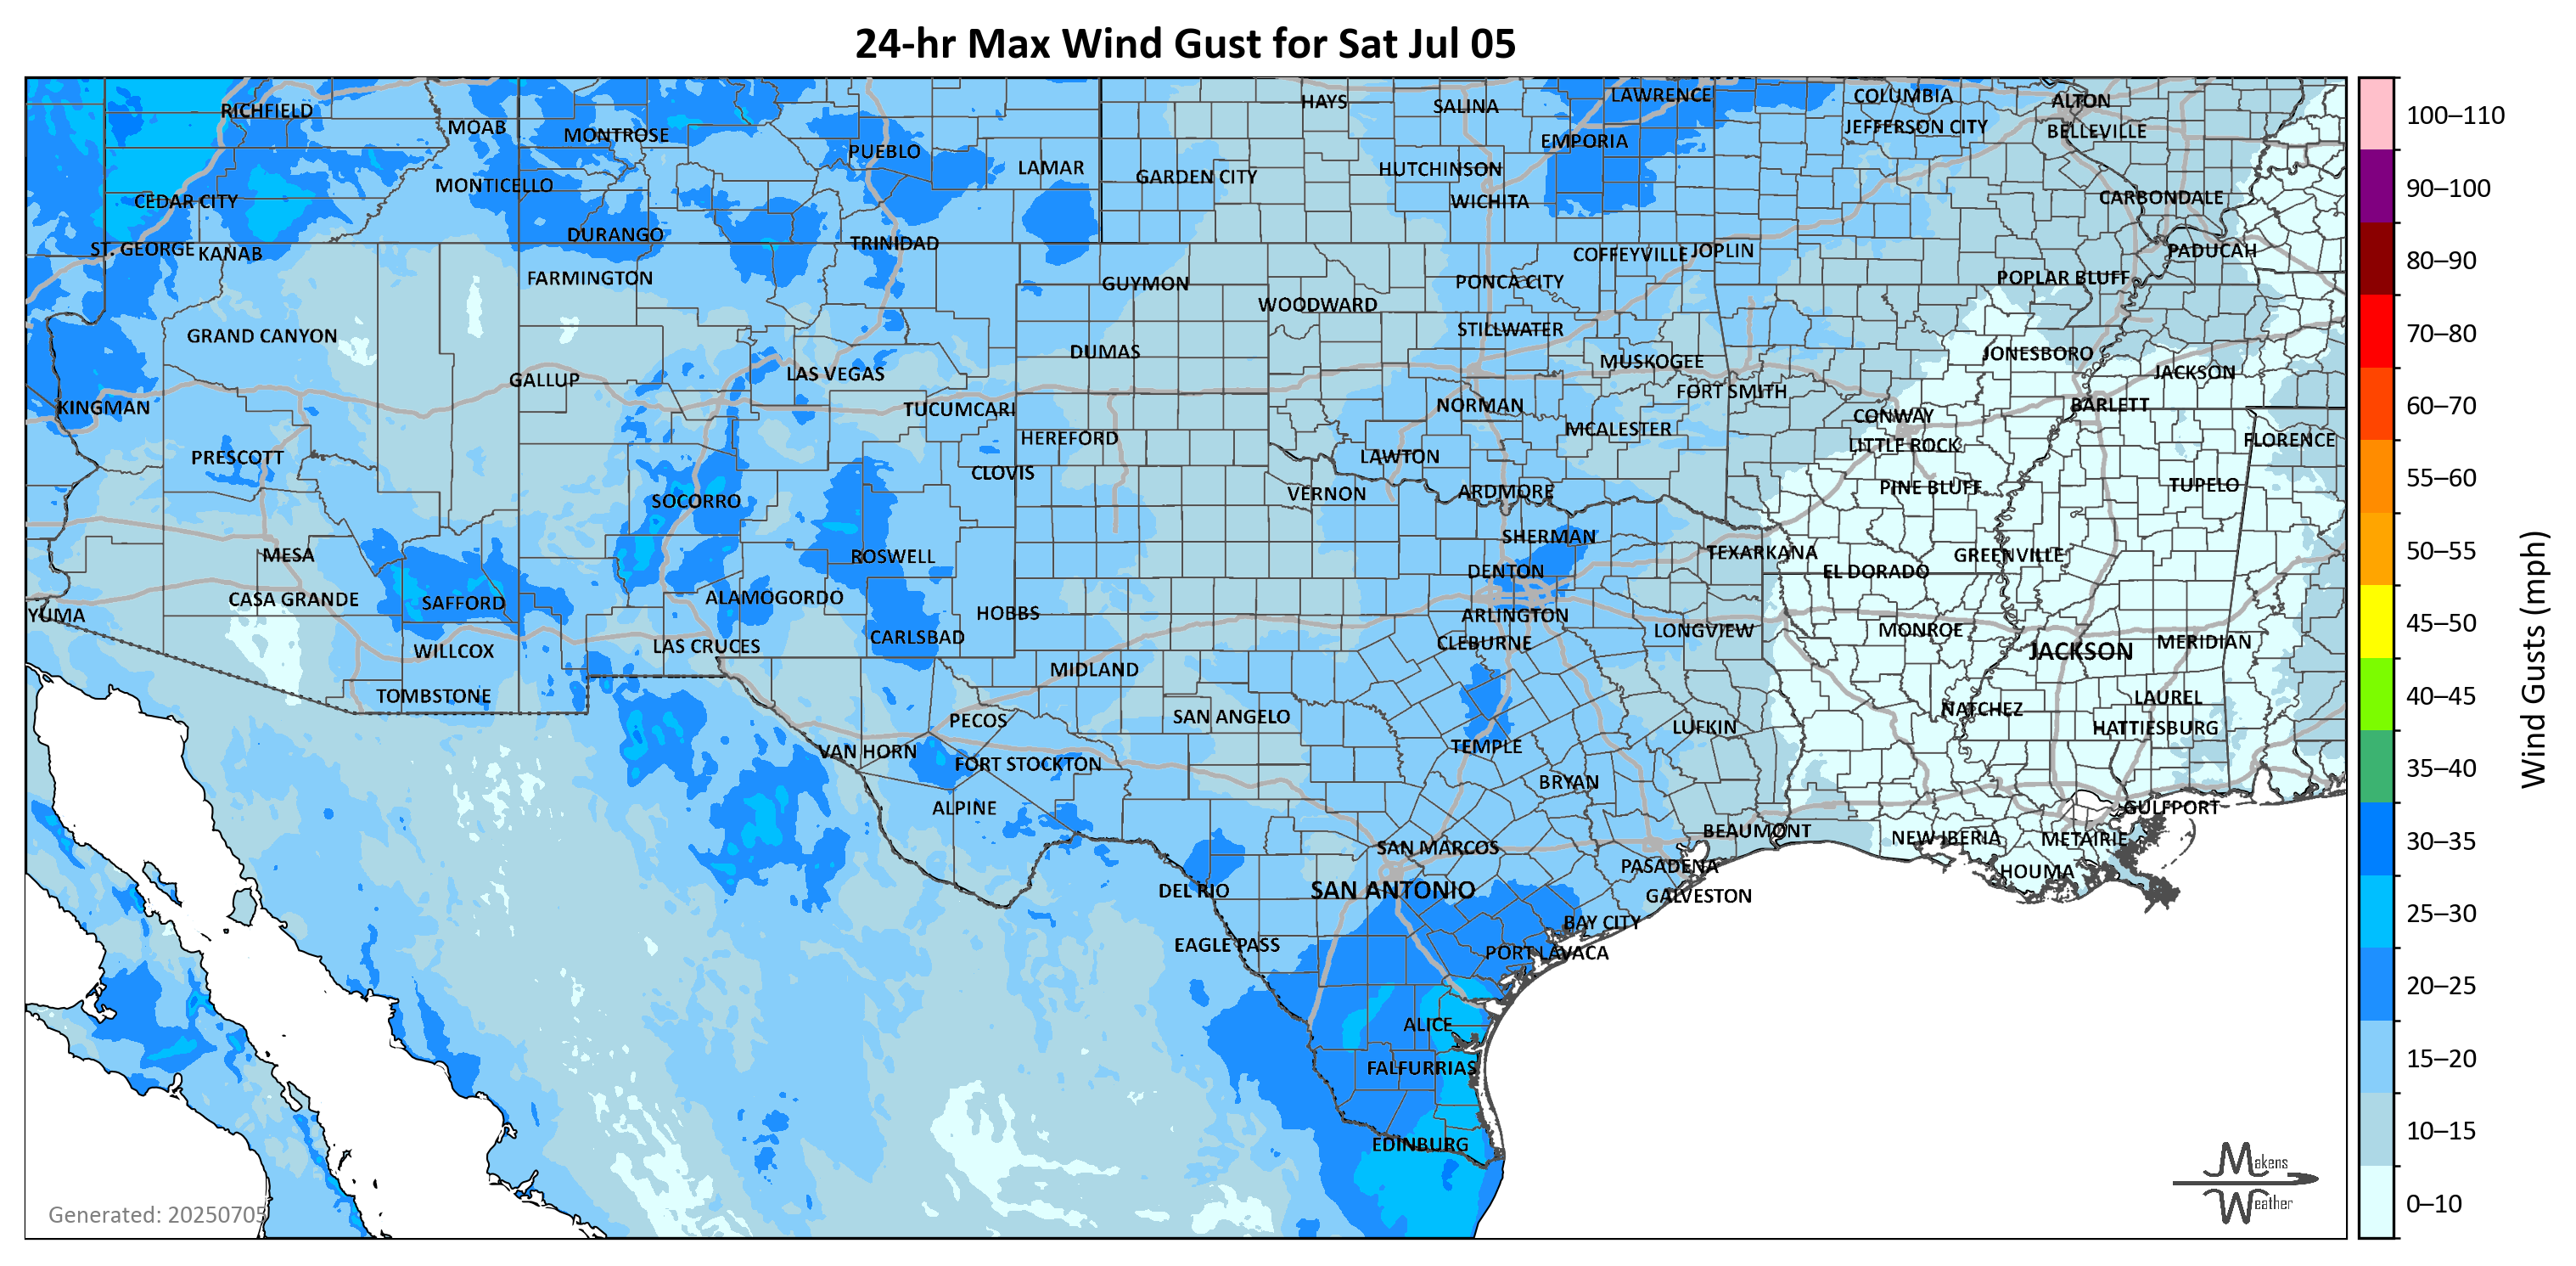 24-hr Max Wind Gust for Sat Jul 05
RICHFIELD
MOAB
MONTROSE
PUEBLO
LAMAR
HAYS
SALINA
LAWRENCE
COLUMBIA
ALTON
EMPORIA
JEFFERSON CITY
BELLEVILLE
CEDAR CITY
MONTICELLO
GARDEN CITY
HUTCHINSON
WICHITA
CARBONDALE
ST. GEORGE
KANAB
DURANGO
TRINIDAD
COFFEYVILLE
JOPLIN
PADUCAH
FARMINGTON
GUYMON
PONCA CITY
POPLAR BLUFF
WOODWARD
GRAND CANYON
STILLWATER
DUMAS
MUSKOGEE
JONESBORO
KINGMAN
GALLUP
LAS VEGAS
FORT SMITH
JACKSON
TUCUMCARI
NORMAN
CONWAY
BARLETT
PRESCOTT
HEREFORD
MCALESTER
LITTLE ROCK
FLORENCE
CLOVIS
LAWTON
SOCORRO
VERNON
ARDMORE
PINE BLUFF
TUPELO
MESA
ROSWELL
SHERMAN
TEXARKANA
GREENVILLE
DENTON
EL DORADO
YUMA
CASA GRANDE
SAFFORD
ALAMOGORDO
HOBBS
ARLINGTON
WILLCOX
LAS CRUCES
CARLSBAD
CLEBURNE
LONGVIEW
MONROE
JACKSON
MERIDIAN
TOMBSTONE
MIDLAND
LAUREL
PECOS
SAN ANGELO
NATCHEZ
VAN HORN
FORT STOCKTON
TEMPLE
LUFKIN
HATTIESBURG
ALPINE
BRYAN
GULFPORT
SAN MARCOS
BEAUMONT
NEW IBERIA
METAIRIE
DEL RIO
SAN ANTONIO
PASADENA
HOUMA
GALVESTON
EAGLE PASS
BAY CITY
PORT LAVACA
ALICE
FALFURRIAS
EDINBURG
Generated: 20250705
Makens
Weather
100–110
90–100
80–90
70–80
60–70
55–60
50–55
45–50
40–45
35–40
30–35
25–30
20–25
15–20
10–15
0–10
Wind Gusts (mph)